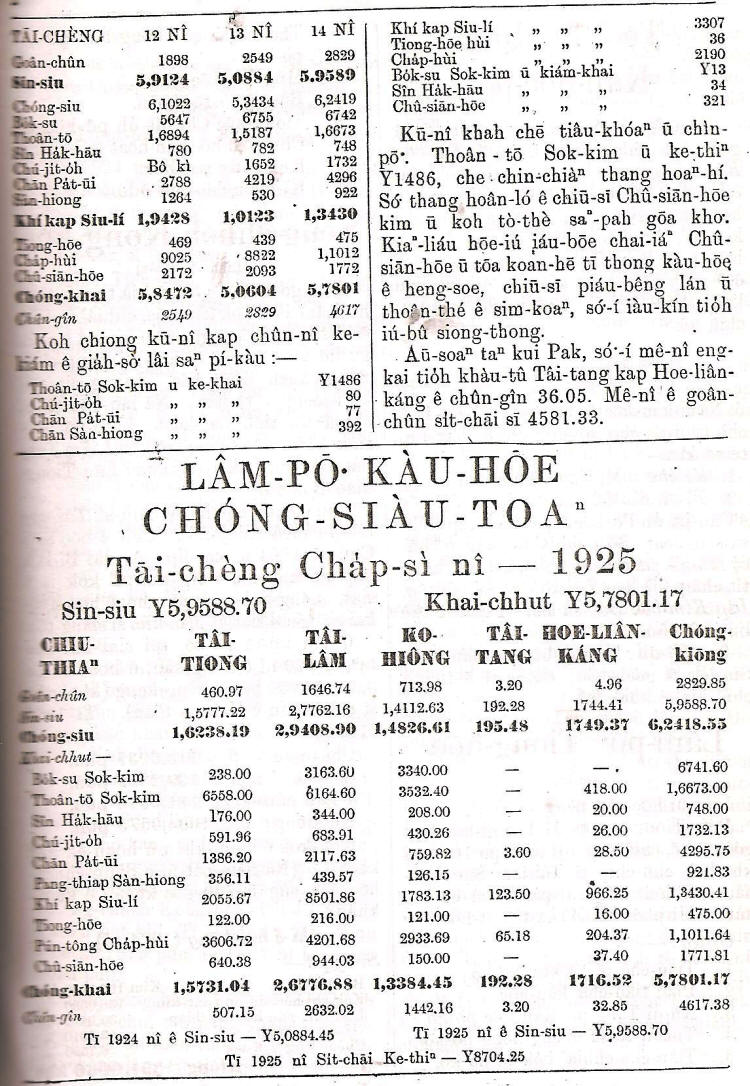 TĀI-CHÈNG 12 NÎ 13 NÎ 14 NÎ
Goân-chûn 1898 2549 2829
Sin-siu 5,9124 5,0884 5,9589
Chóng-siu 6,1022 5,3434 6,2419
Bo̍k-su 5647 6755 6742
Thoân-tō 1,6894 1,5187 1,6673
Sîn Ha̍k-hāu 780 782 748
Chú-ji̍t-o̍h Bô kì 1652 1732
Chān Pa̍t-ūi 2788 4219 4296
Sàn-hiong 1264 530 922
Khí kap Siu-lí 1,9428 1,0123 1,3430
Tiong-hōe 469 439 475
Cha̍p-hùi 9025 8822 1,1012
Chû-siān-hōe 2172 2093 1772
Chóng-khai 5,8472 5,0604 5,7801
Chûn-gîn 2549 2829 4617
Koh chiong kū-nî kap chûn-nî ke-
kiám ê gia̍h-sò͘ lâi saⁿ pí-kàu :—
Thoân-tō Sok-kim u ke-khai Y1486
Chú-ji̍t-o̍h „ „ „ 80
Chān Pa̍t-ūi „ „ „ 77
Chān Sàn-hiong „ „ „ 392
Khí kap Siu-lí „ „ „ 3307
Tiong-hōe hùi „ „ „ 36
Cha̍p-hùi „ „ „ 2190
Bo̍k-su Sok-kim ū kiám-khai Y13
Sîn Ha̍k-hāu „ „ „ 34
Chû-siān-hōe „ „ „ 321
Kū-nî khah chē tiâu-khóaⁿ ū chìn-
pō͘. Thoân-tō Sok-kim ū ke-thiⁿ
Y1486, che chin-chiàⁿ thang hoaⁿ-hí.
Só͘ thang hoân-ló ê chiū-sī Chû-siān-hōe
kim ū koh tò-thè saⁿ-pah gōa kho͘.
Kiaⁿ-liáu hōe-iú iáu-bōe chai-iáⁿ Chû-
siān-hōe ū tōa koan-hē tī thong kàu-hōe
ê heng-soe, chiū-sī piáu-bêng lán ū
thoân-thé ê sim-koaⁿ, só͘-í iàu-kín tio̍h
iú-bú siong-thong.
Āu-soaⁿ taⁿ kui Pak, só͘-í mê-nî eng-
kai tio̍h khàu-tû Tâi-tang kap Hoe-liân-
káng ê chûn-gîn 36.05. Mê-nî ê goân-
chûn si̍t-chāi sī 4581.33.
LÂM-PŌ͘ KÀU-HŌE
CHÓNG-SIÀU-TOAⁿ
Tāi-chèng Cha̍p-sì nî — 1925
Sin-siu Y5,9588.70 Khai-chhut Y5,7801.17
CHIU- TÂI- TÂI- KO- TÂI- HOE-LIÂN- Chóng-
THIAⁿ TIONG LÂM HIÔNG TANG KÁNG kiōng
Goân-chûn 460.97 1646.74 713.98 3.20 4.96 2829.85
Sin-siu 1,5777.22 2,7762.16 1,4112.63 192.28 1744.41 5,9588.70
Chóng-siu 1,6238.19 2,9408.90 1,4826.61 195.48 1749.37 6,2418.55
Khai-chhut —
Bo̍k-su Sok-kim 238.00 3163.60 3340.00 — — 6741.60
Thoân-tō Sok-kim 6558.00 6164.60 3532.40 — 418.00 1,6673.00
Sîn Ha̍k-hāu 176.00 344.00 208.00 — 20.00 748.00
Chú-ji̍t-o̍h 591.96 683.91 430.26 — 26.00 1732.13
Chān Pa̍t-ūi 1386.20 2117.63 759.82 3.60 28.50 4295.75
Pang-thiap Sàn-hiong 356.11 439.57 126.15 — — 921.83
Khí kap Siu-lí 2055.67 8501.86 1783.13 123.50 966.25 1,3430.41
Tiong-hōe 122.00 216.00 121.00 — 16.00 475.00
Pún-tông Cha̍p-hùi 3606.72 4201.68 2933.69 65.18 204.37 1,1011.64
Chû-siān-hōe 640.38 944.03 150.00 — 37.40 1771.81
Chóng-khai 1,5731.04 2,6776.88 1,3384.45 192.28 1716.52 5,7801.17
Chûn-gîn 507.15 2632.02 1442.16 3.20 32.85 4617.38
Tī 1924 nî ê Sin-siu — Y5,0884.45 Tī 1925 nî ê Sin-siu — Y5,9588.70
Tī 1925 nî Si̍t-chāi Ke-thiⁿ — Y8704.25